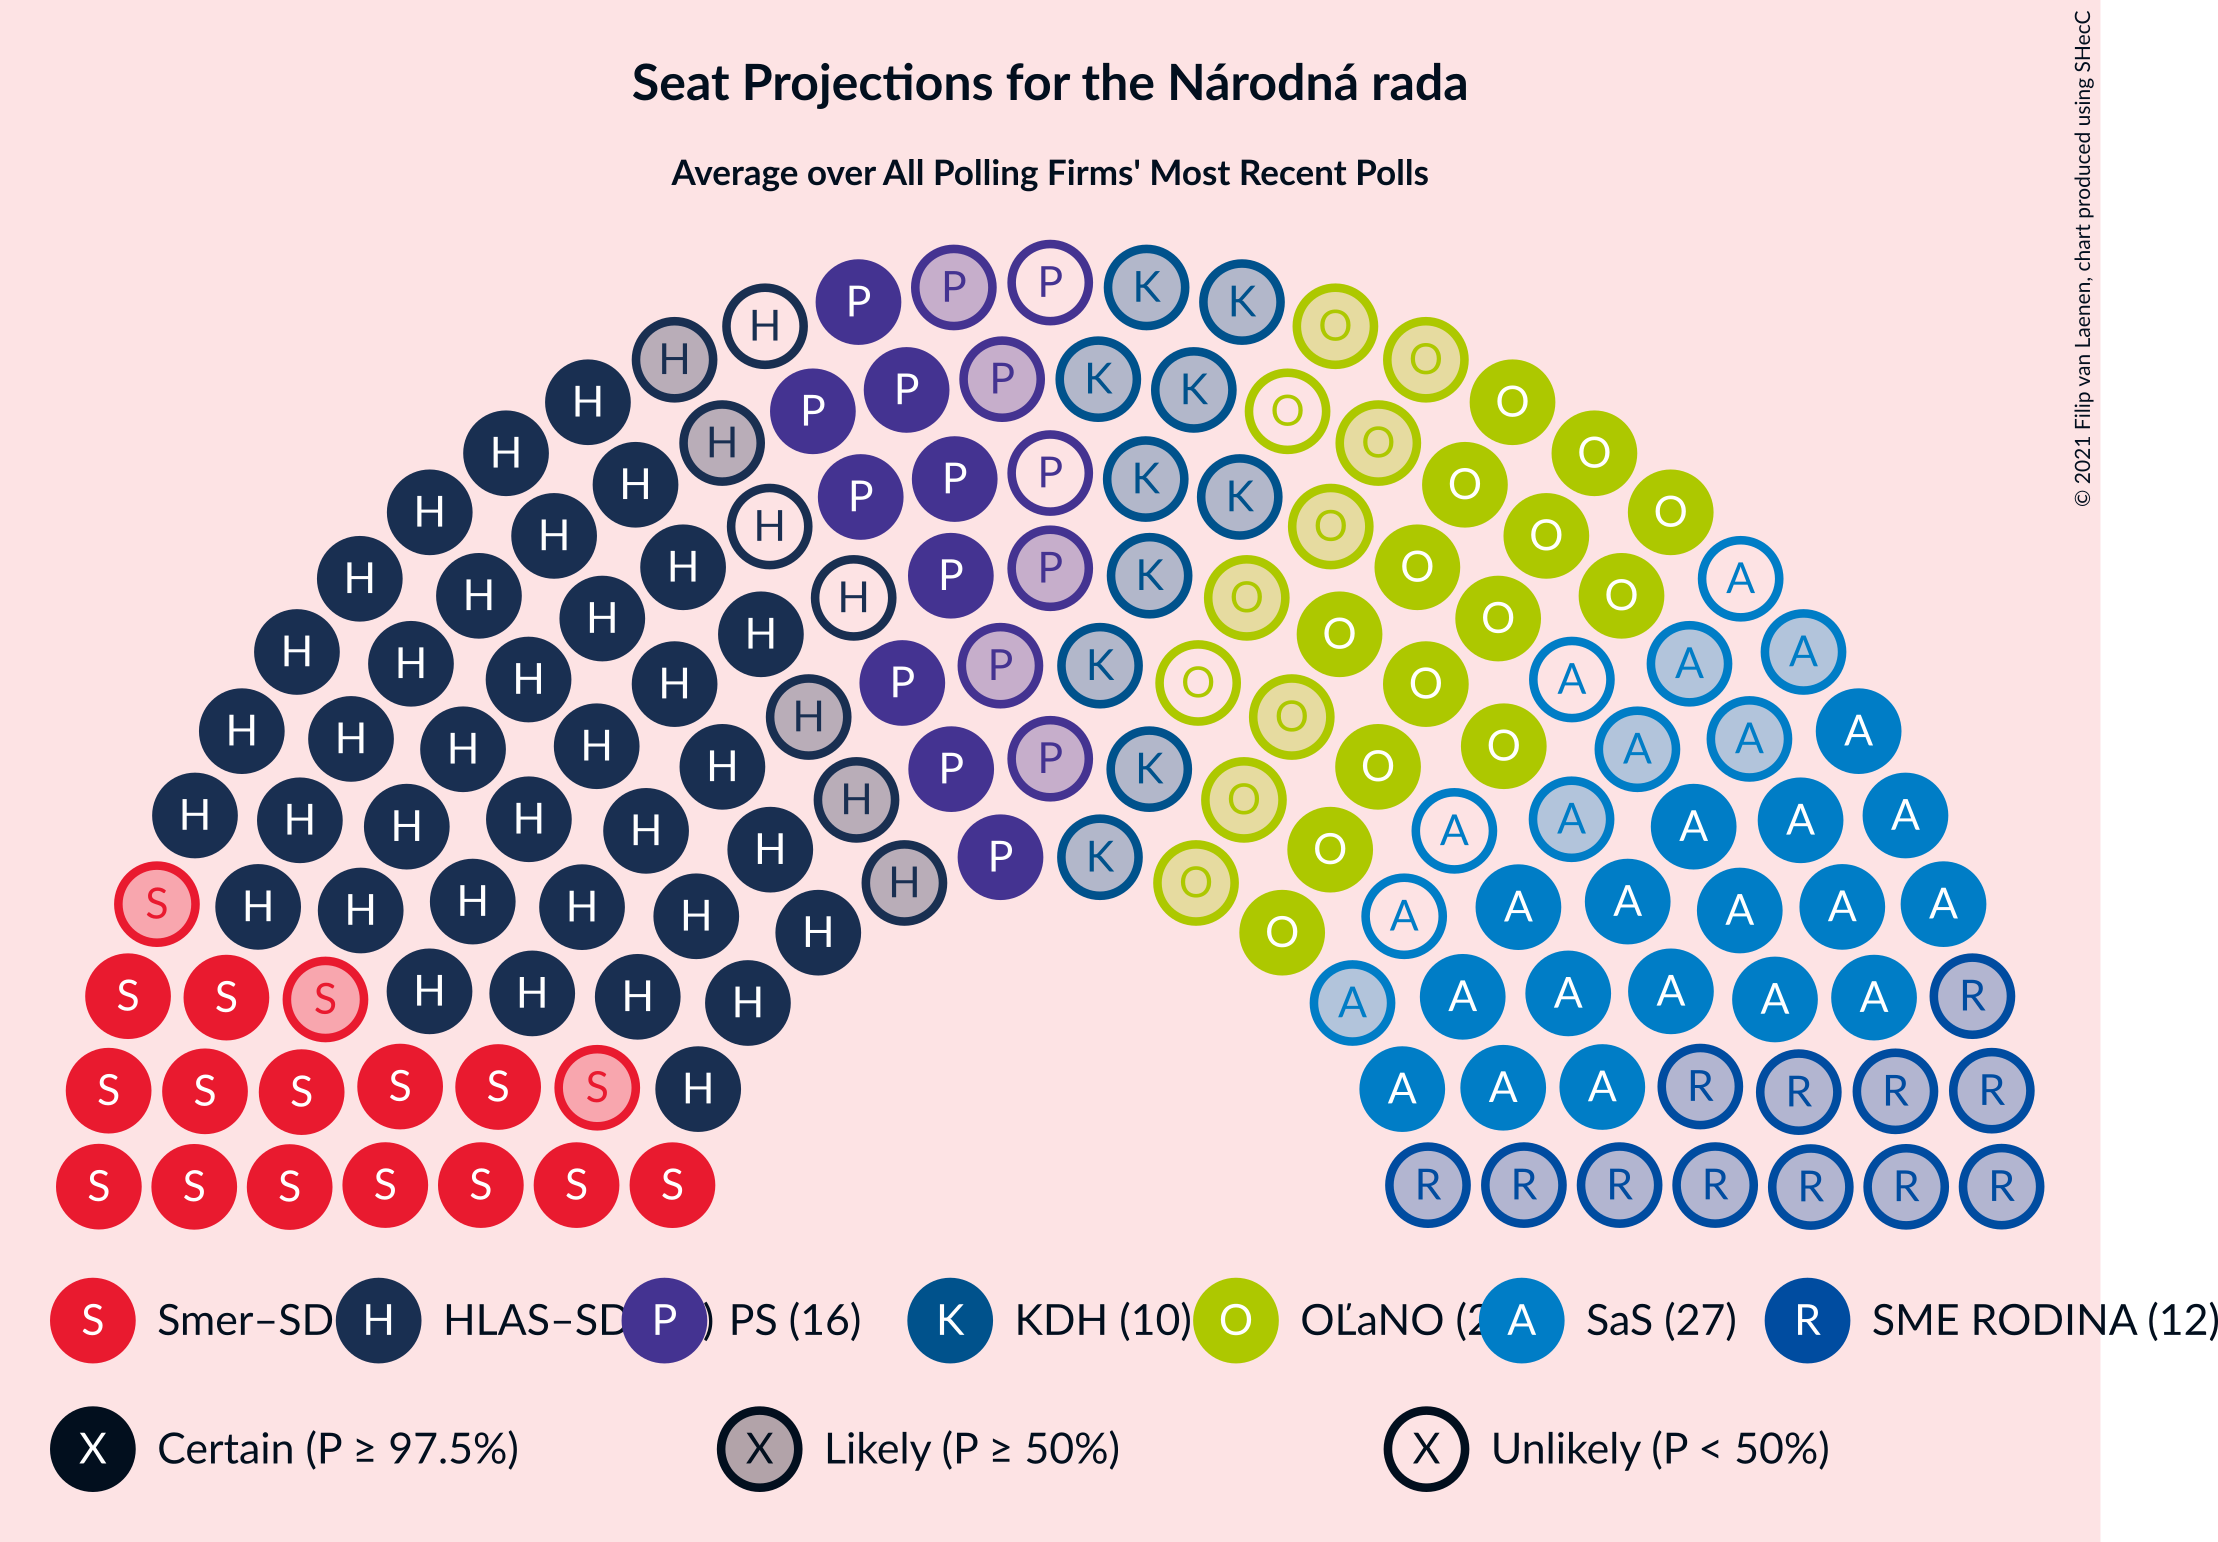 Seat Projections for the Národná rada
Average over All Polling Firms' Most Recent Polls
© 2021 Filip van Laenen, chart produced using SHecC
H P P P K K O
H H O O
H P P P K K O O O
H H H O O
H H P P P K K O O O
H H H P P K O O O A
H H H H P P K O O O A A A
H H H H H P P K O O O A A A
H H H H H H P K O O A A A A A
S H H H H H H O A A A A A A
S S S H H H H A A A A A A R
S S S S S S H A A A R R R R
S S S S S S S R R R R R R R
S Smer–SD H HLAS–SD P ) PS (16) K KDH (10) O OĽaNO (2 A SaS (27) R SME RODINA (12)
X Certain (P ≥ 97.5%) X Likely (P ≥ 50%) X Unlikely (P < 50%)